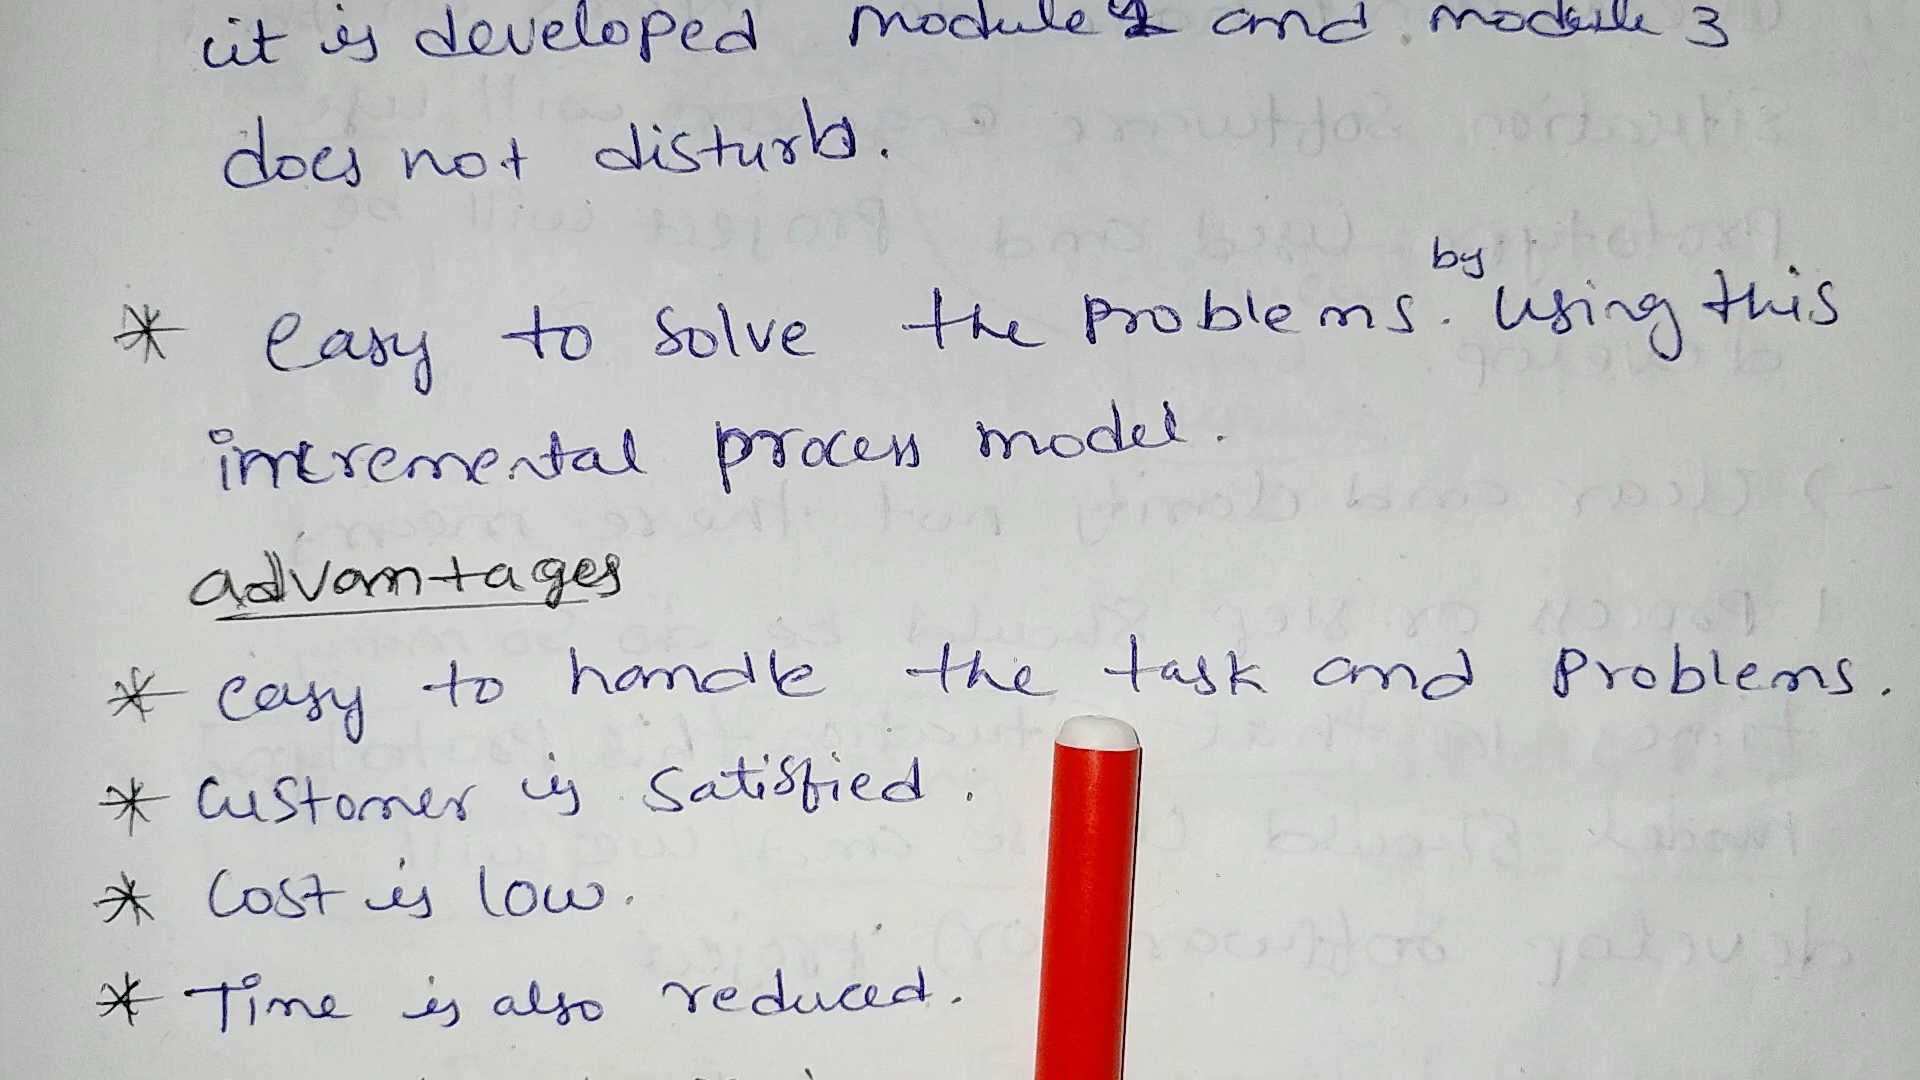 it is developed module 2 and module 3
does not disturb.
* easy to solve the problems. by using this
incremental process model.
advantages
* easy to handle the task and problems.
* Customer is satisfied.
* Cost is low.
* Time is also reduced.